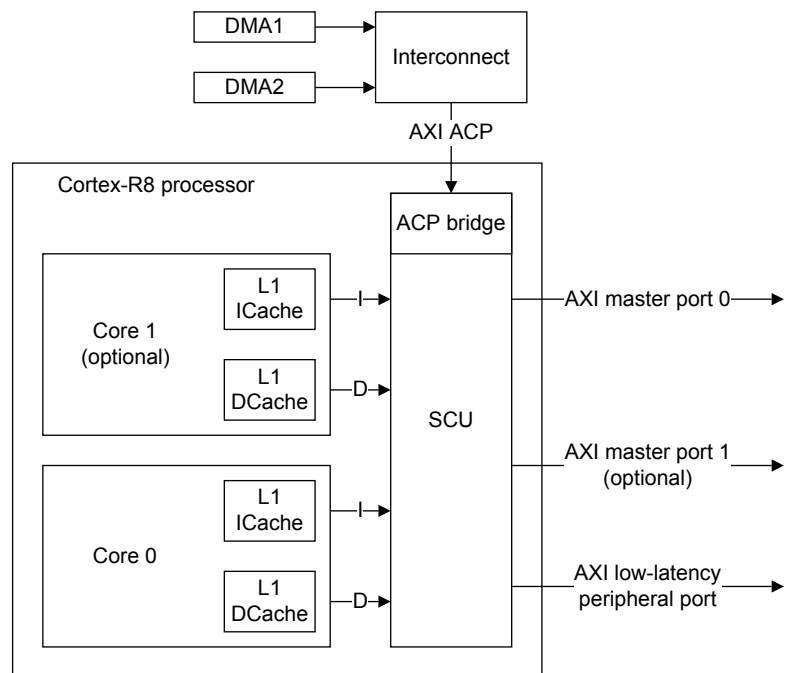 DMA1
DMA2
Interconnect
AXI ACP
Cortex-R8 processor
ACP bridge
Core 1
(optional)
L1
ICache
I
L1
DCache
D
SCU
AXI master port 0
AXI master port 1
(optional)
Core 0
L1
ICache
I
L1
DCache
D
AXI low-latency
peripheral port